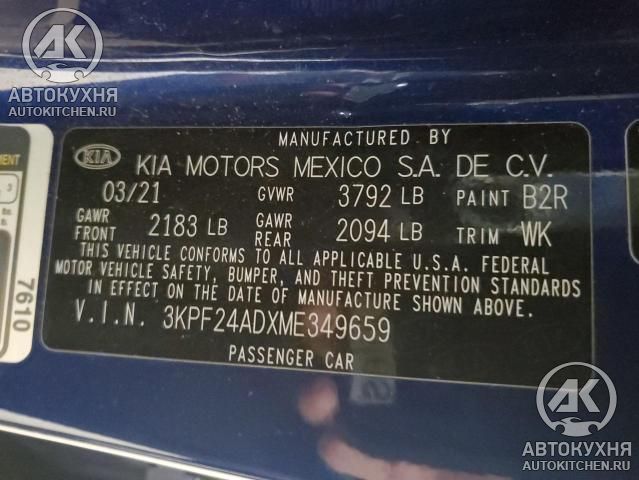 АК
АВТОКУХНЯ
AUTOKITCHEN.RU
MANUFACTURED BY
KIA KIA MOTORS MEXICO S.A. DE C.V.
03/21 GVWR 3792 LB PAINT B2R
GAWR FRONT 2183 LB GAWR REAR 2094 LB TRIM WK
THIS VEHICLE CONFORMS TO ALL APPLICABLE U.S.A. FEDERAL
MOTOR VEHICLE SAFETY, BUMPER, AND THEFT PREVENTION STANDARDS
IN EFFECT ON THE DATE OF MANUFACTURE SHOWN ABOVE.
V.I.N. 3KPF24ADXME349659
PASSENGER CAR
7610
АК
АВТОКУХНЯ
AUTOKITCHEN.RU